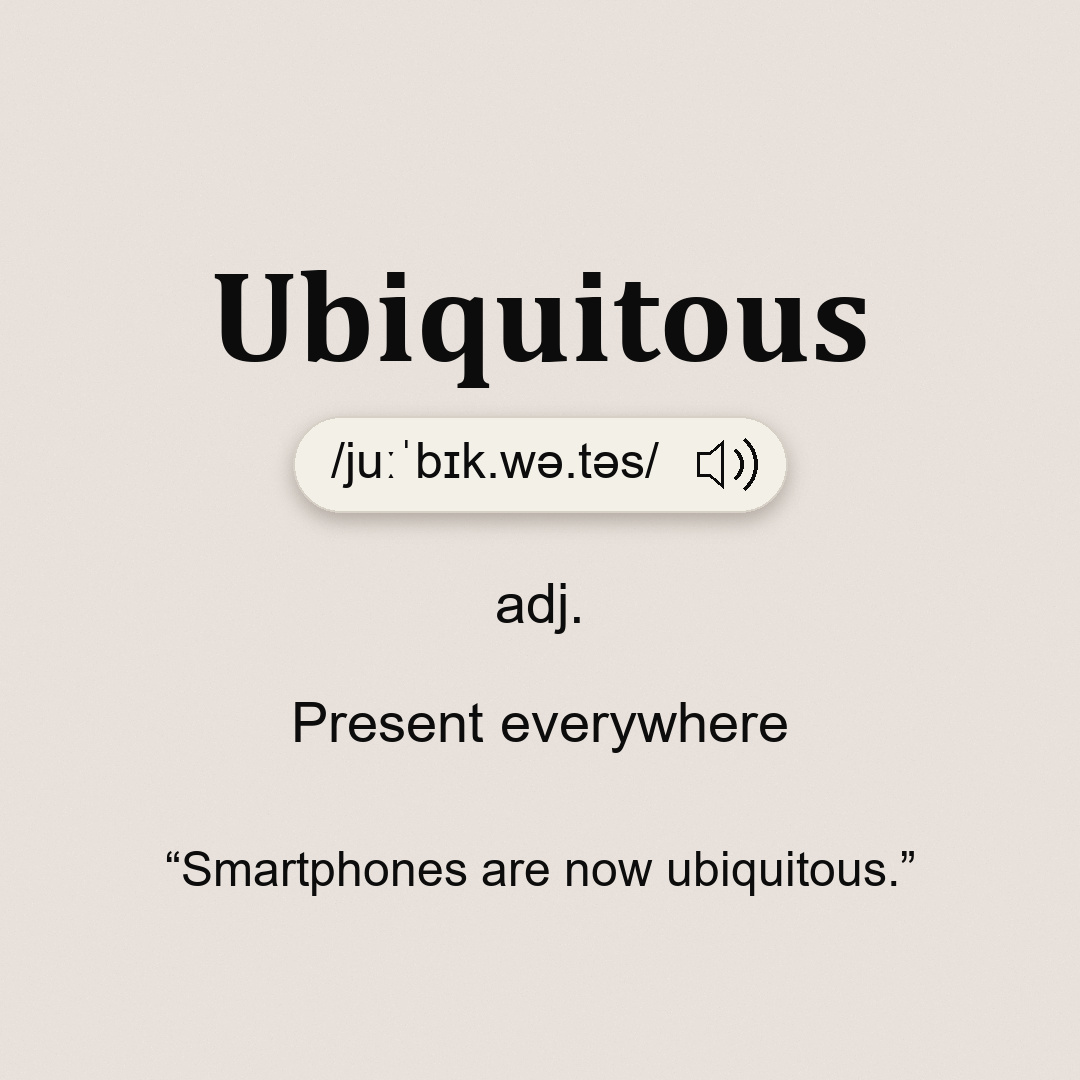 Ubiquitous
/juːˈbɪk.wə.təs/
adj.
Present everywhere
“Smartphones are now ubiquitous.”